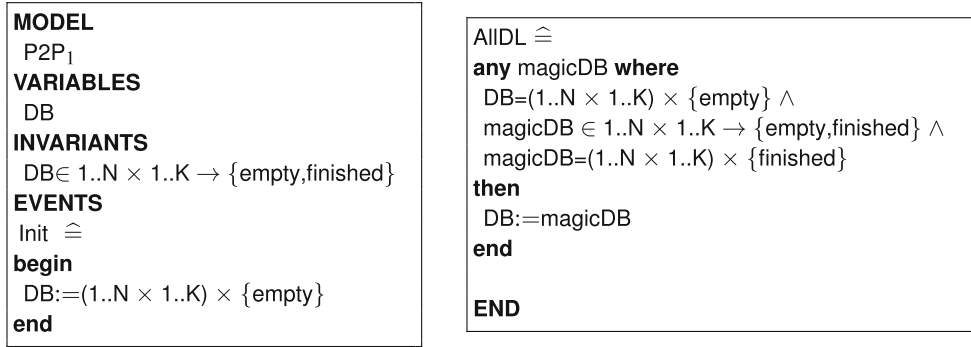 MODEL
P2P₁
VARIABLES
DB
INVARIANTS
DB∈ 1..N × 1..K → {empty,finished}
EVENTS
Init ≙
begin
DB:=(1..N × 1..K) × {empty}
end
AllDL ≙
any magicDB where
DB=(1..N × 1..K) × {empty} ∧
magicDB ∈ 1..N × 1..K → {empty,finished} ∧
magicDB=(1..N × 1..K) × {finished}
then
DB:=magicDB
end
END